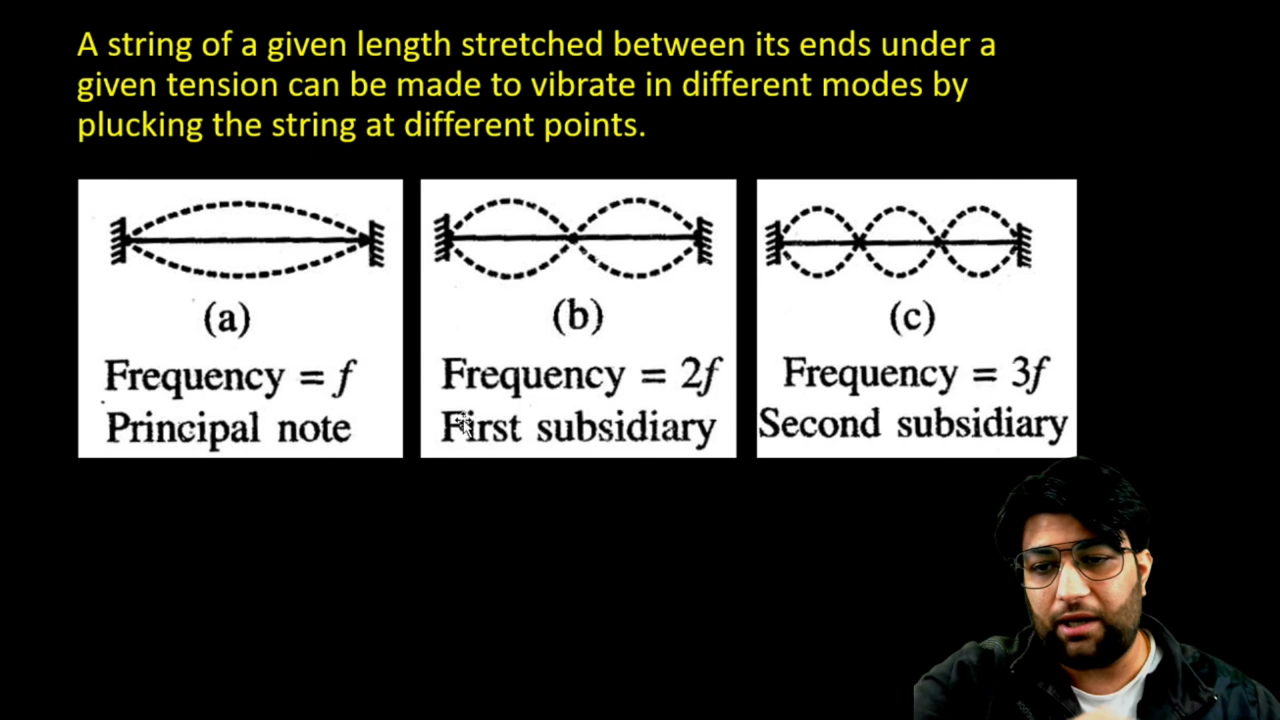 A string of a given length stretched between its ends under a
given tension can be made to vibrate in different modes by
plucking the string at different points.
(a)
Frequency = f
Principal note
(b)
Frequency = 2f
First subsidiary
(c)
Frequency = 3f
Second subsidiary